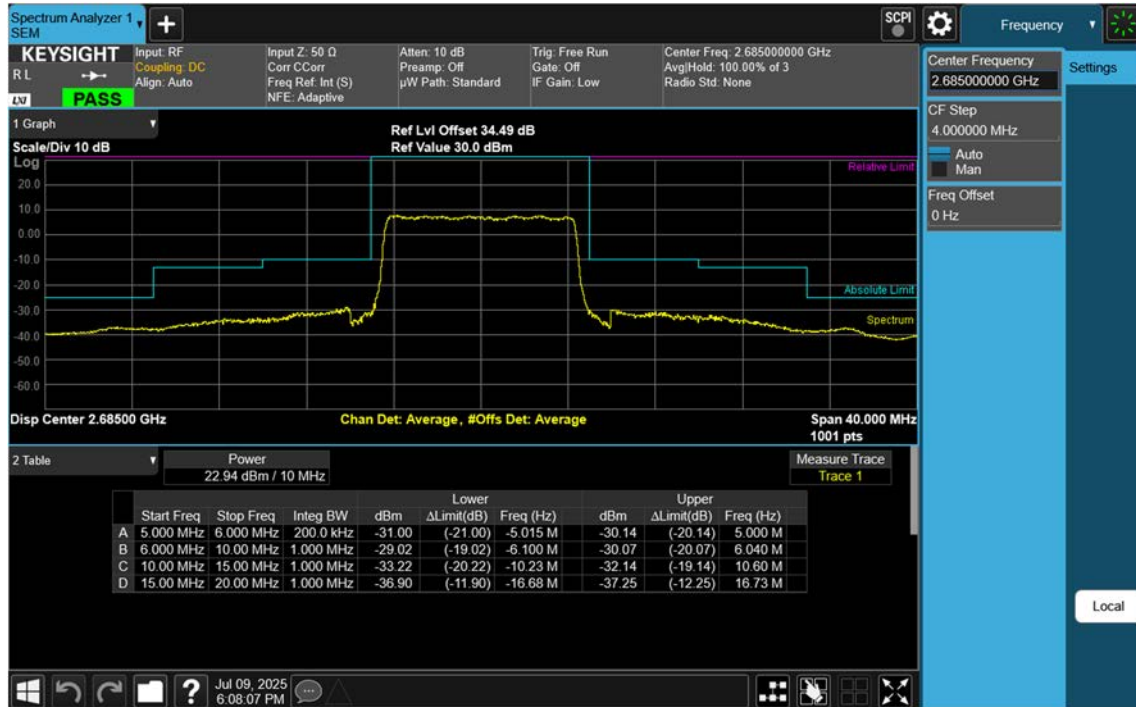 Spectrum Analyzer 1
SEM
SCPI
Frequency
KEYSIGHT
R L
LXI
PASS
Input: RF
Coupling: DC
Align: Auto
Input Z: 50 Ω
Corr CCorr
Freq Ref: Int (S)
NFE: Adaptive
Atten: 10 dB
Preamp: Off
µW Path: Standard
Trig: Free Run
Gate: Off
IF Gain: Low
Center Freq: 2.685000000 GHz
Avg|Hold: 100.00% of 3
Radio Std: None
Center Frequency
2.685000000 GHz
Settings
CF Step
4.000000 MHz
Auto
Man
Freq Offset
0 Hz
1 Graph
Scale/Div 10 dB
Ref Lvl Offset 34.49 dB
Ref Value 30.0 dBm
Log
20.0
10.0
0.00
-10.0
-20.0
-30.0
-40.0
-50.0
-60.0
Relative Limit
Absolute Limit
Spectrum
Disp Center 2.68500 GHz
Chan Det: Average, #Offs Det: Average
Span 40.000 MHz
1001 pts
2 Table
Power
22.94 dBm / 10 MHz
Measure Trace
Trace 1
Lower Upper
Start Freq Stop Freq Integ BW dBm ΔLimit(dB) Freq (Hz) dBm ΔLimit(dB) Freq (Hz)
A 5.000 MHz 6.000 MHz 200.0 kHz -31.00 (-21.00) -5.015 M -30.14 (-20.14) 5.000 M
B 6.000 MHz 10.00 MHz 1.000 MHz -29.02 (-19.02) -6.100 M -30.07 (-20.07) 6.040 M
C 10.00 MHz 15.00 MHz 1.000 MHz -33.22 (-20.22) -10.23 M -32.14 (-19.14) 10.60 M
D 15.00 MHz 20.00 MHz 1.000 MHz -36.90 (-11.90) -16.68 M -37.25 (-12.25) 16.73 M
Local
?
Jul 09, 2025
6:08:07 PM